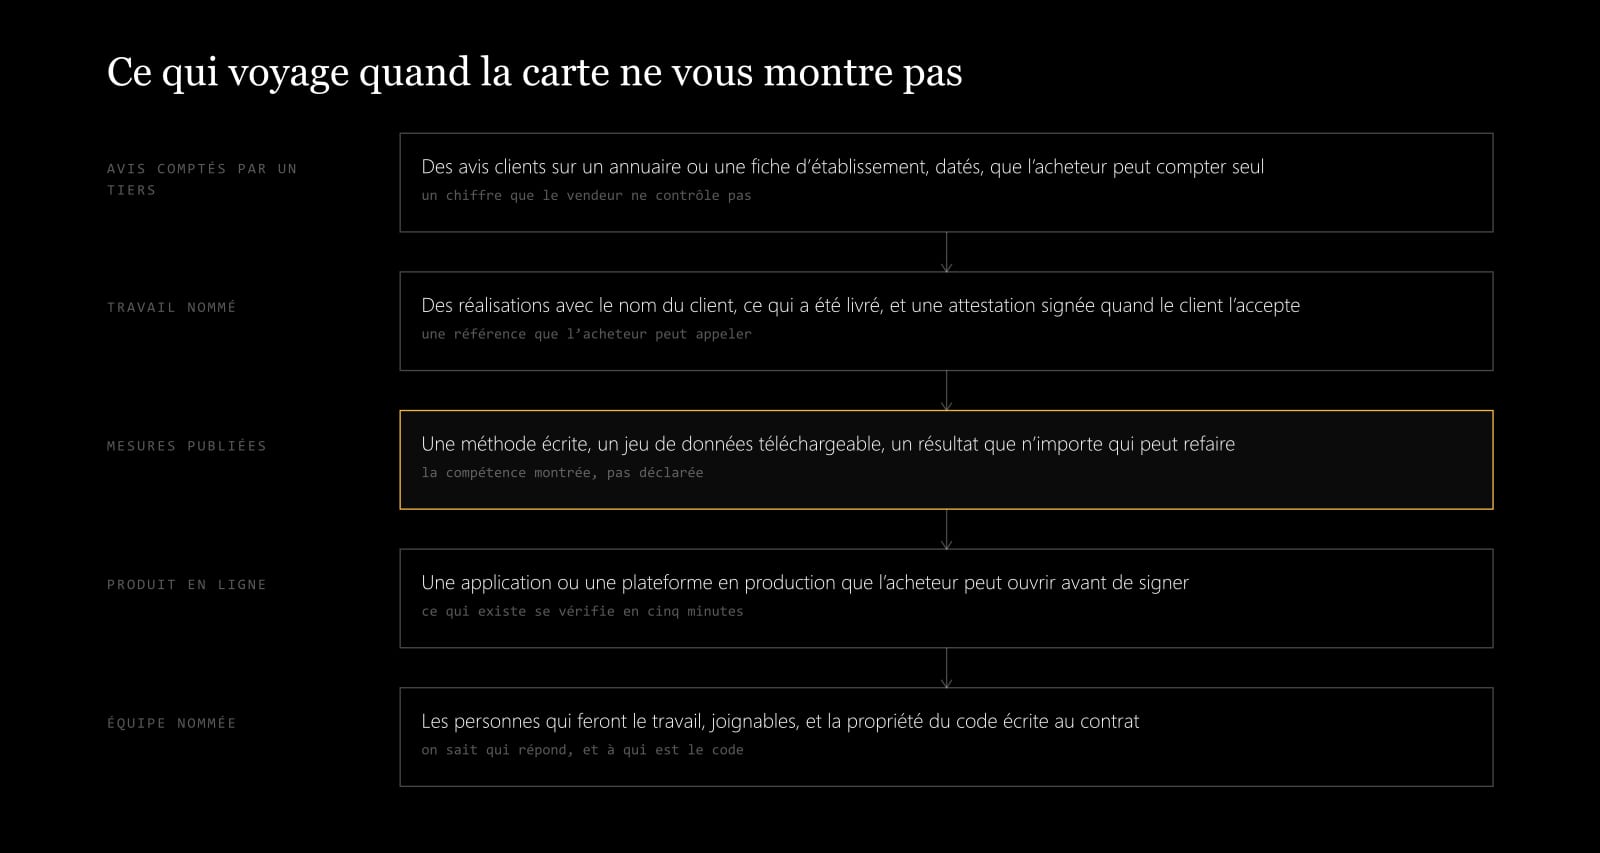 Ce qui voyage quand la carte ne vous montre pas
AVIS COMPTÉS PAR UN
TIERS
Des avis clients sur un annuaire ou une fiche d’établissement, datés, que l’acheteur peut compter seul
un chiffre que le vendeur ne contrôle pas
TRAVAIL NOMMÉ
Des réalisations avec le nom du client, ce qui a été livré, et une attestation signée quand le client l’accepte
une référence que l’acheteur peut appeler
MESURES PUBLIÉES
Une méthode écrite, un jeu de données téléchargeable, un résultat que n’importe qui peut refaire
la compétence montrée, pas déclarée
PRODUIT EN LIGNE
Une application ou une plateforme en production que l’acheteur peut ouvrir avant de signer
ce qui existe se vérifie en cinq minutes
ÉQUIPE NOMMÉE
Les personnes qui feront le travail, joignables, et la propriété du code écrite au contrat
on sait qui répond, et à qui est le code